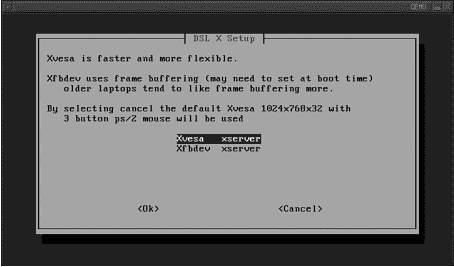 QEMU
DSL X Setup
Xvesa is faster and more flexible.
Xfbdev uses frame buffering (may need to set at boot time)
older laptops tend to like frame buffering more.
By selecting cancel the default Xvesa 1024x768x32 with
3 button ps/2 mouse will be used
Xvesa xserver
Xfbdev xserver
<Ok> <Cancel>